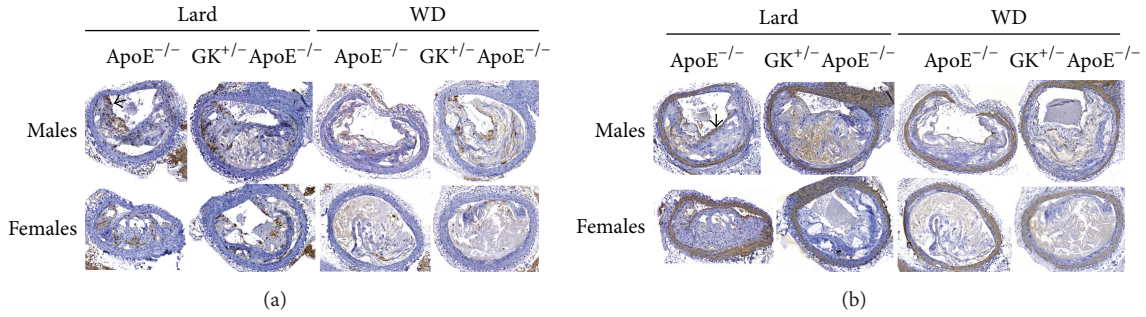 Lard WD
ApoE−/− GK+/− ApoE−/− ApoE−/− GK+/− ApoE−/−
Males
Females
(a)
Lard WD
ApoE−/− GK+/− ApoE−/− ApoE−/− GK+/− ApoE−/−
Males
Females
(b)